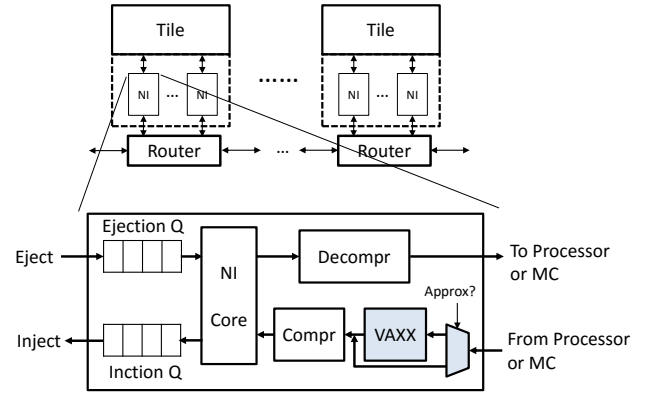 Tile
Tile
NI ... NI
......
NI ... NI
Router
...
Router
Ejection Q
Eject
NI
Core
Decompr
To Processor
or MC
Approx?
Inject
Compr
VAXX
From Processor
or MC
Inction Q